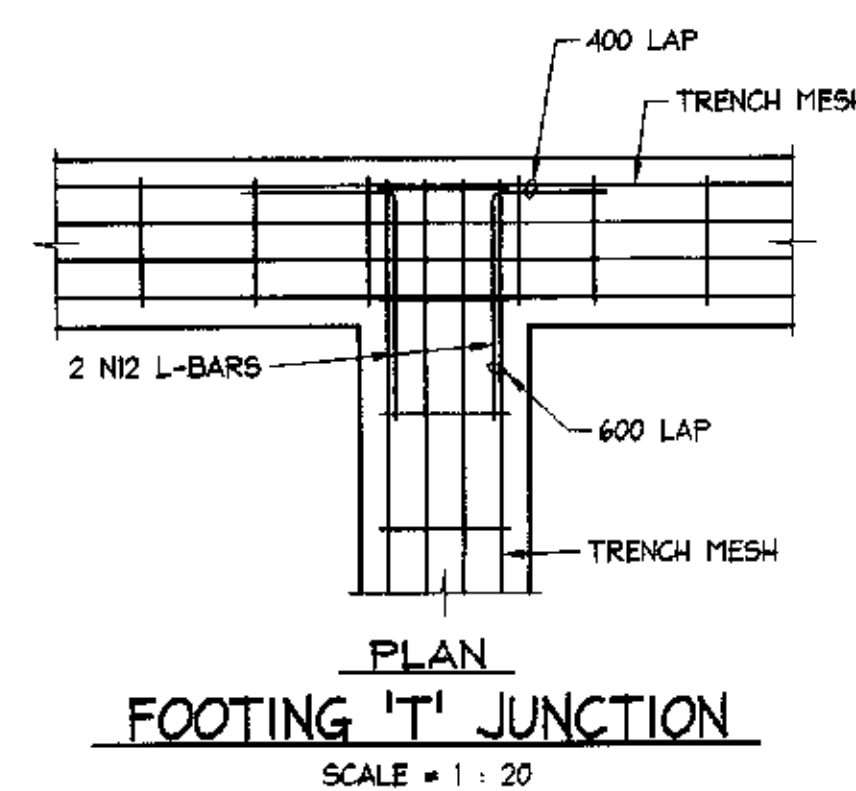 400 LAP
TRENCH MESH
2 N12 L-BARS
600 LAP
TRENCH MESH
PLAN
FOOTING 'T' JUNCTION
SCALE = 1 : 20